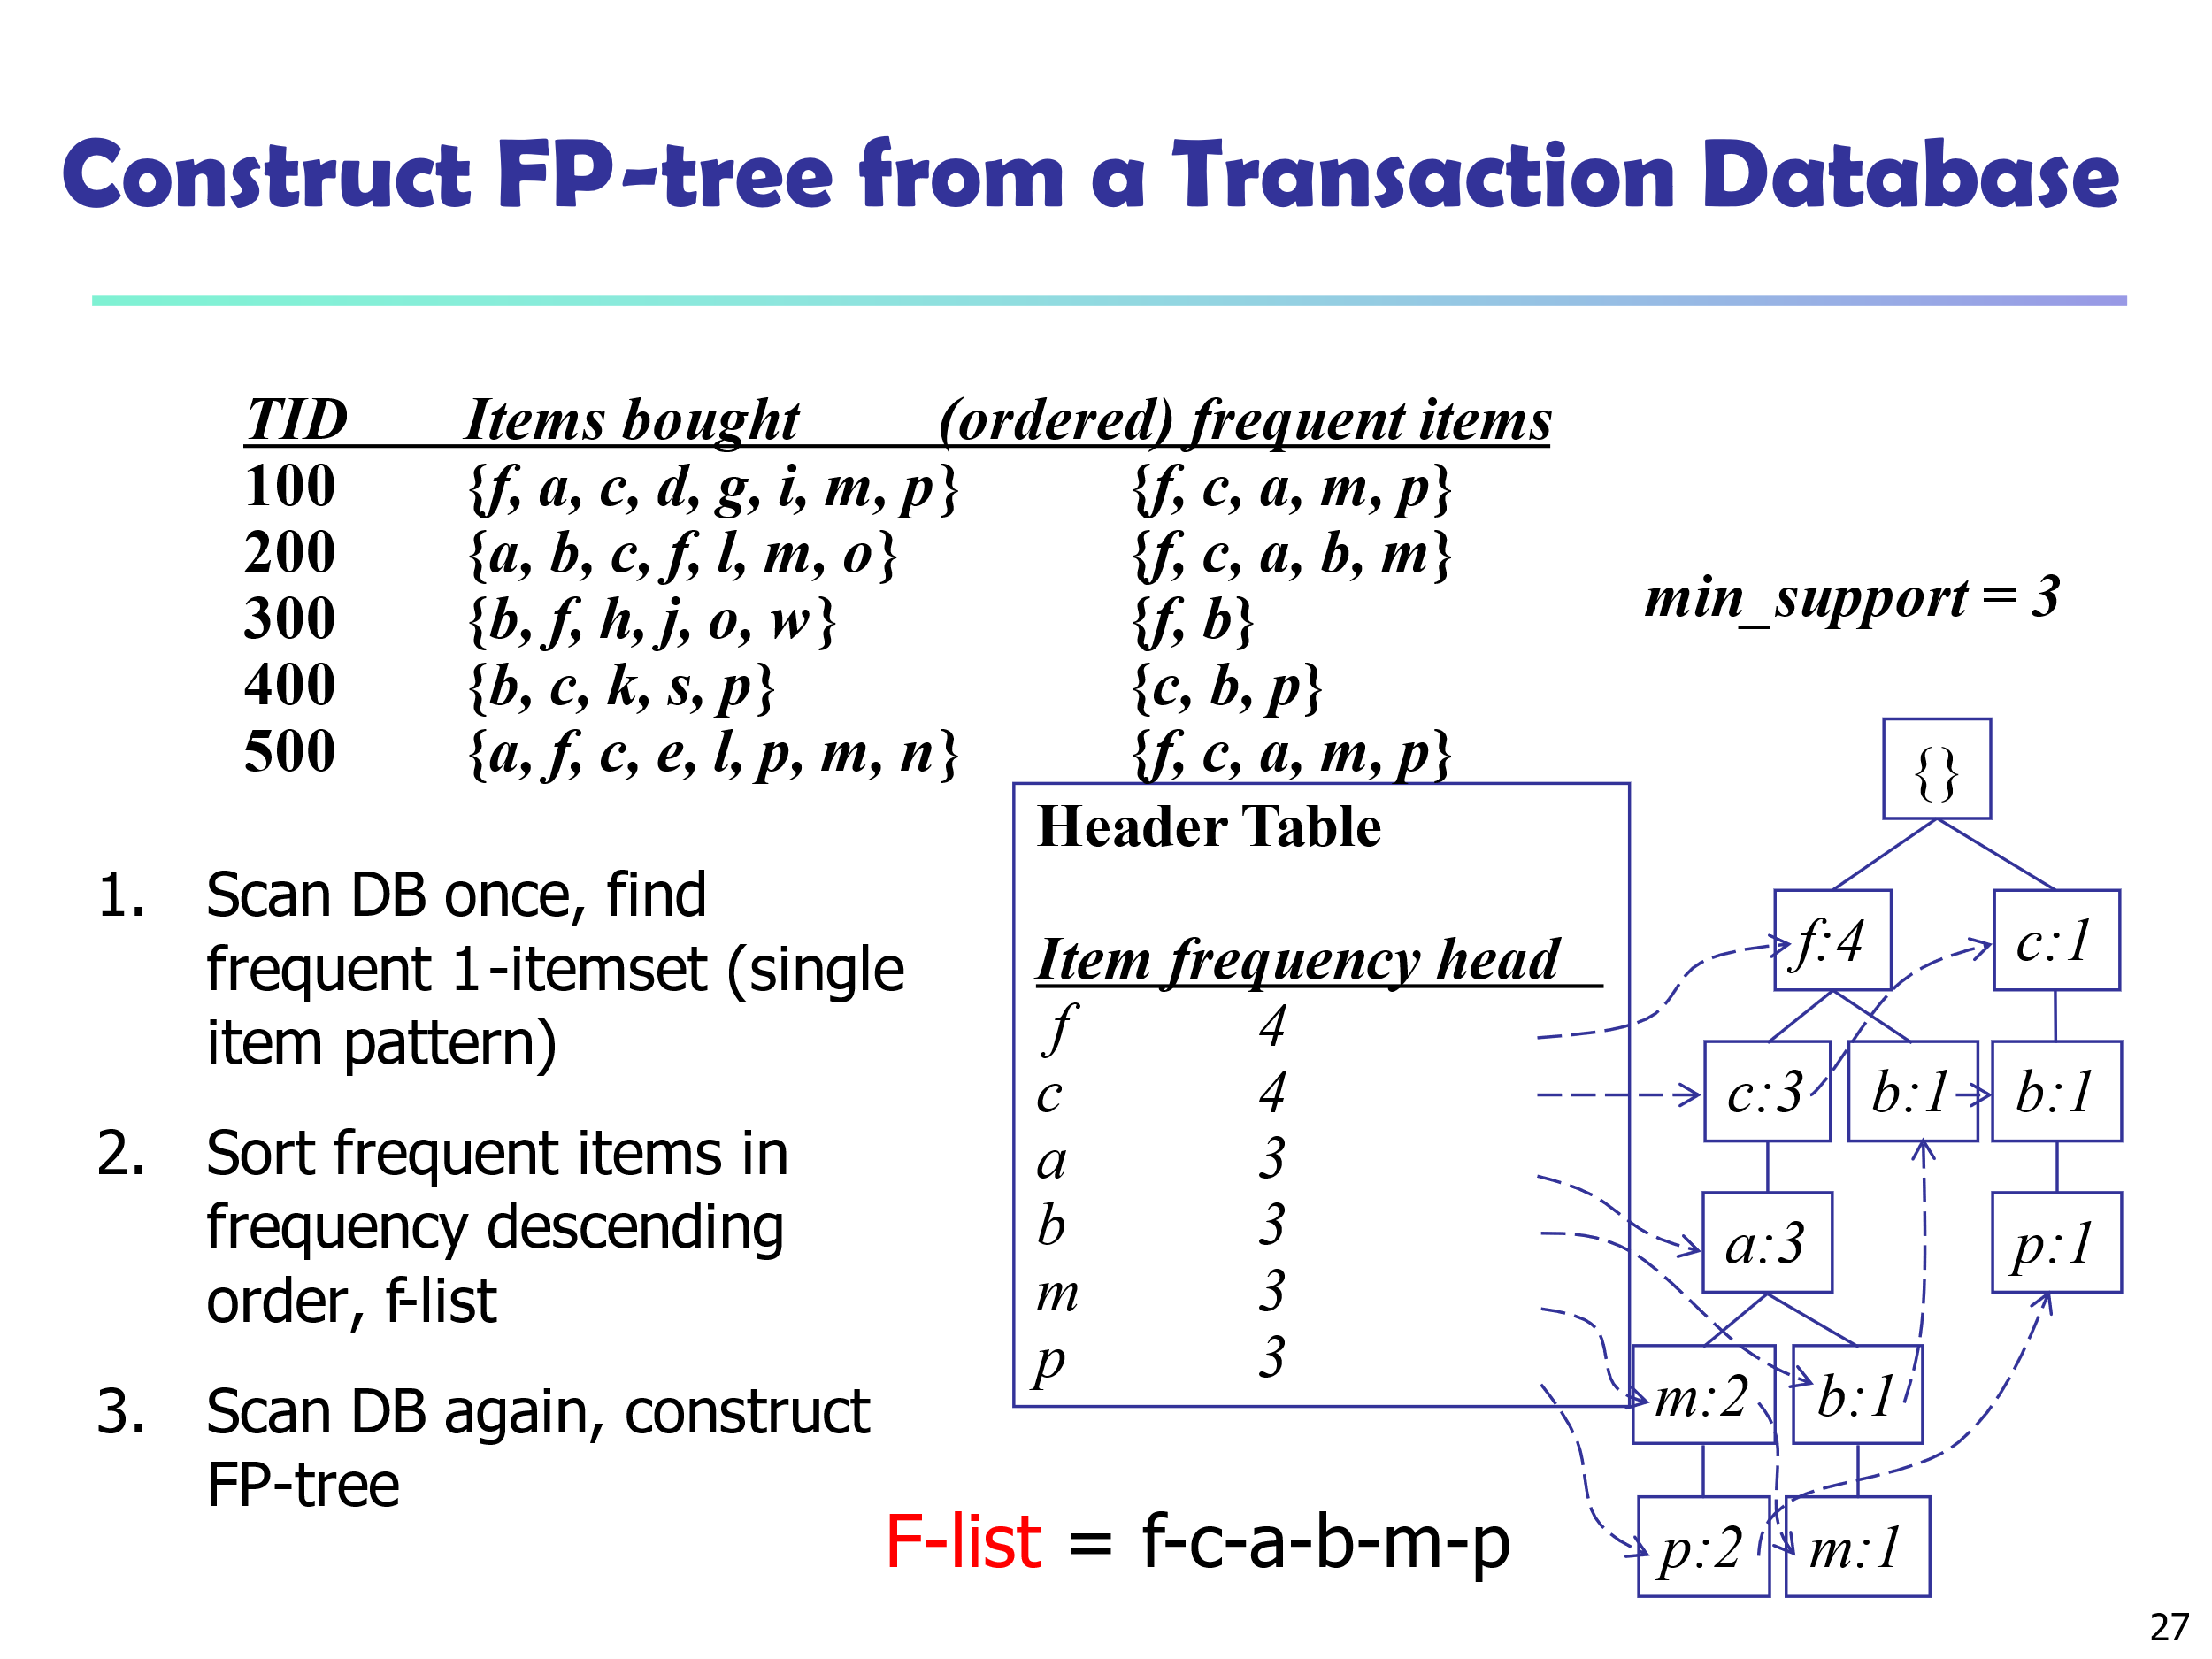 Construct FP-tree from a Transaction Database
TID Items bought (ordered) frequent items
100 {f, a, c, d, g, i, m, p} {f, c, a, m, p}
200 {a, b, c, f, l, m, o} {f, c, a, b, m}
300 {b, f, h, j, o, w} {f, b}
400 {b, c, k, s, p} {c, b, p}
500 {a, f, c, e, l, p, m, n} {f, c, a, m, p}
min_support = 3
1. Scan DB once, find
frequent 1-itemset (single
item pattern)
2. Sort frequent items in
frequency descending
order, f-list
3. Scan DB again, construct
FP-tree
Header Table
Item frequency head
f 4
c 4
a 3
b 3
m 3
p 3
{}
f:4 c:1
c:3 b:1 b:1
a:3 p:1
m:2 b:1
p:2 m:1
F-list = f-c-a-b-m-p
27